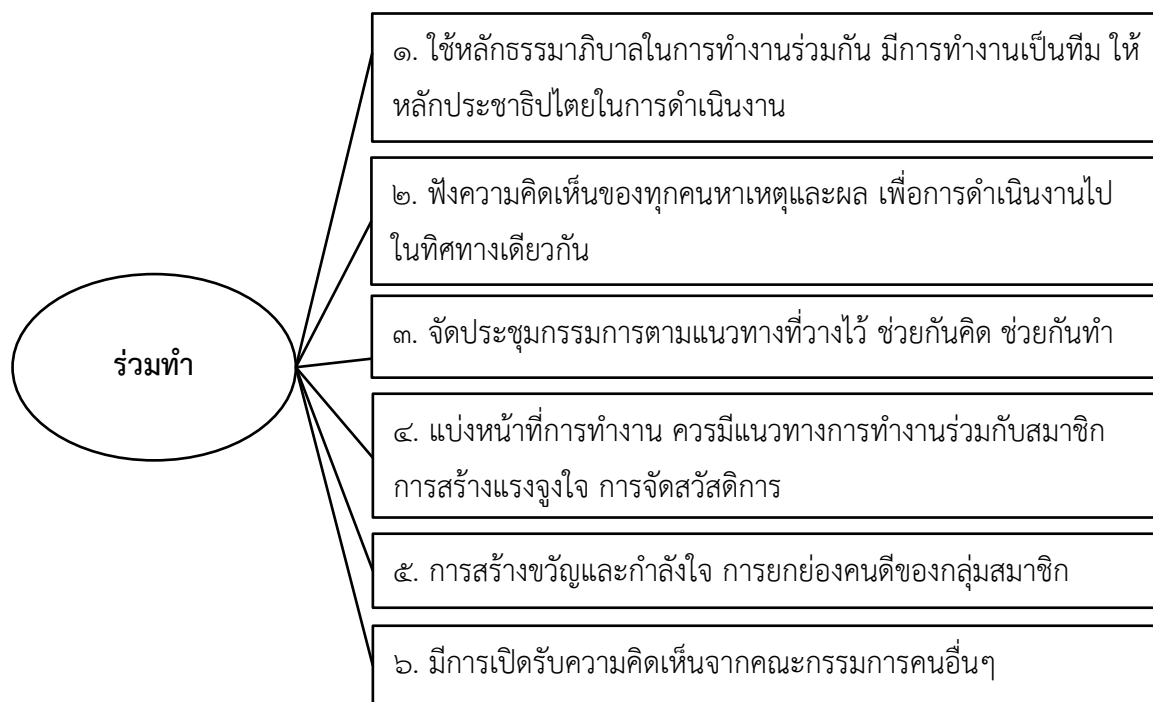 ๑. ใช้หลักธรรมาภิบาลในการทำงานร่วมกัน มีการทำงานเป็นทีม ให้
หลักประชาธิปไตยในการดำเนินงาน
๒. ฟังความคิดเห็นของทุกคนหาเหตุและผล เพื่อการดำเนินงานไป
ในทิศทางเดียวกัน
ร่วมทำ
๓. จัดประชุมกรรมการตามแนวทางที่วางไว้ ช่วยกันคิด ช่วยกันทำ
๔. แบ่งหน้าที่การทำงาน ควรมีแนวทางการทำงานร่วมกับสมาชิก
การสร้างแรงจูงใจ การจัดสวัสดิการ
๕. การสร้างขวัญและกำลังใจ การยกย่องคนดีของกลุ่มสมาชิก
๖. มีการเปิดรับความคิดเห็นจากคณะกรรมการคนอื่นๆ